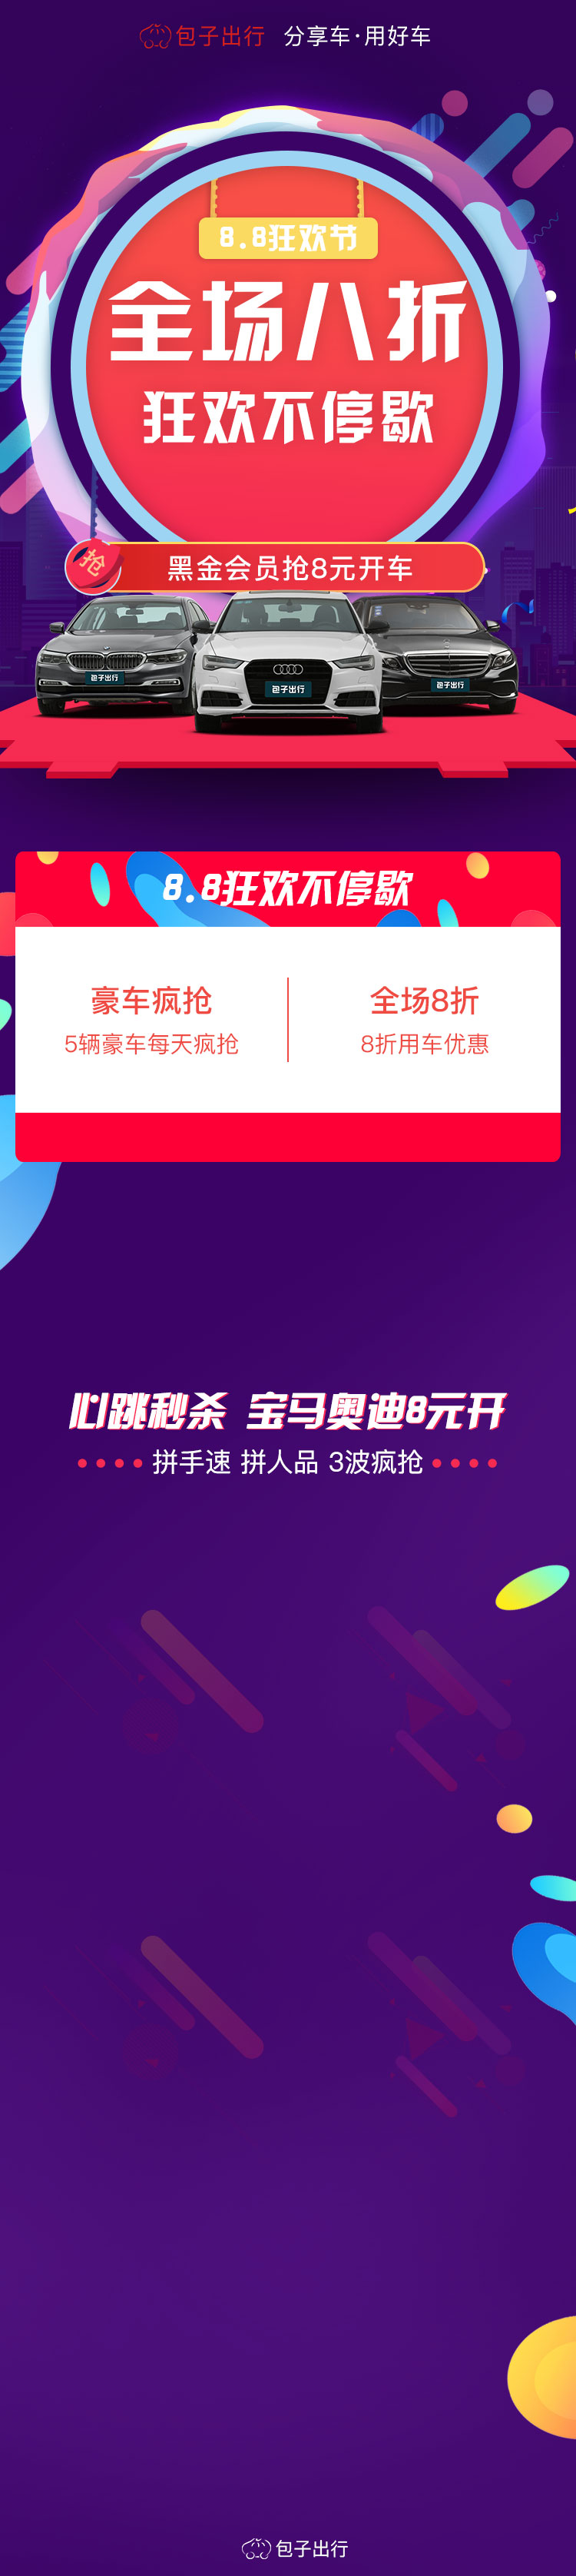 包子出行 分享车·用好车
8.8狂欢节
全场八折
狂欢不停歇
抢
黑金会员抢8元开车
包子出行
包子出行
包子出行
8.8狂欢不停歇
豪车疯抢
5辆豪车每天疯抢
全场8折
8折用车优惠
心跳秒杀 宝马奥迪8元开
拼手速 拼人品 3波疯抢
包子出行